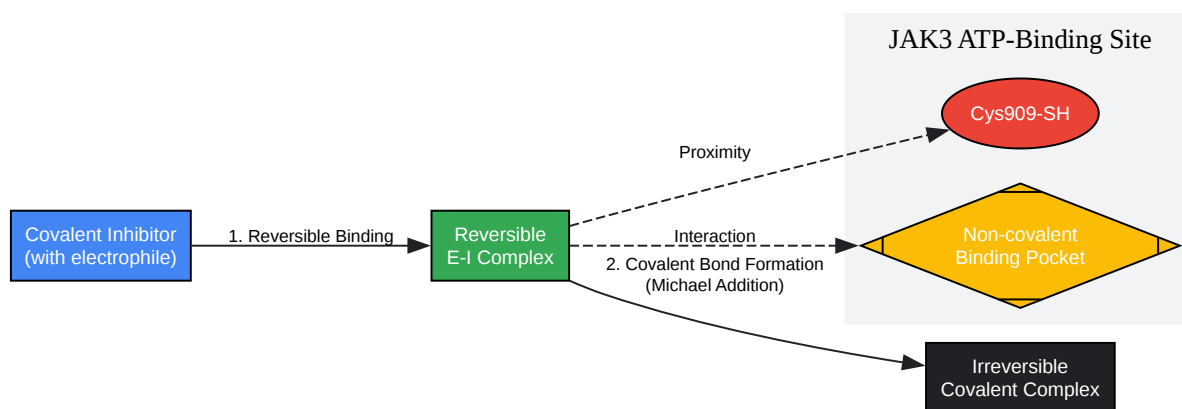 JAK3 ATP-Binding Site
Cys909-SH
Proximity
Covalent Inhibitor
(with electrophile)
1. Reversible Binding
Reversible
E-I Complex
Interaction
2. Covalent Bond Formation
(Michael Addition)
Non-covalent
Binding Pocket
Irreversible
Covalent Complex